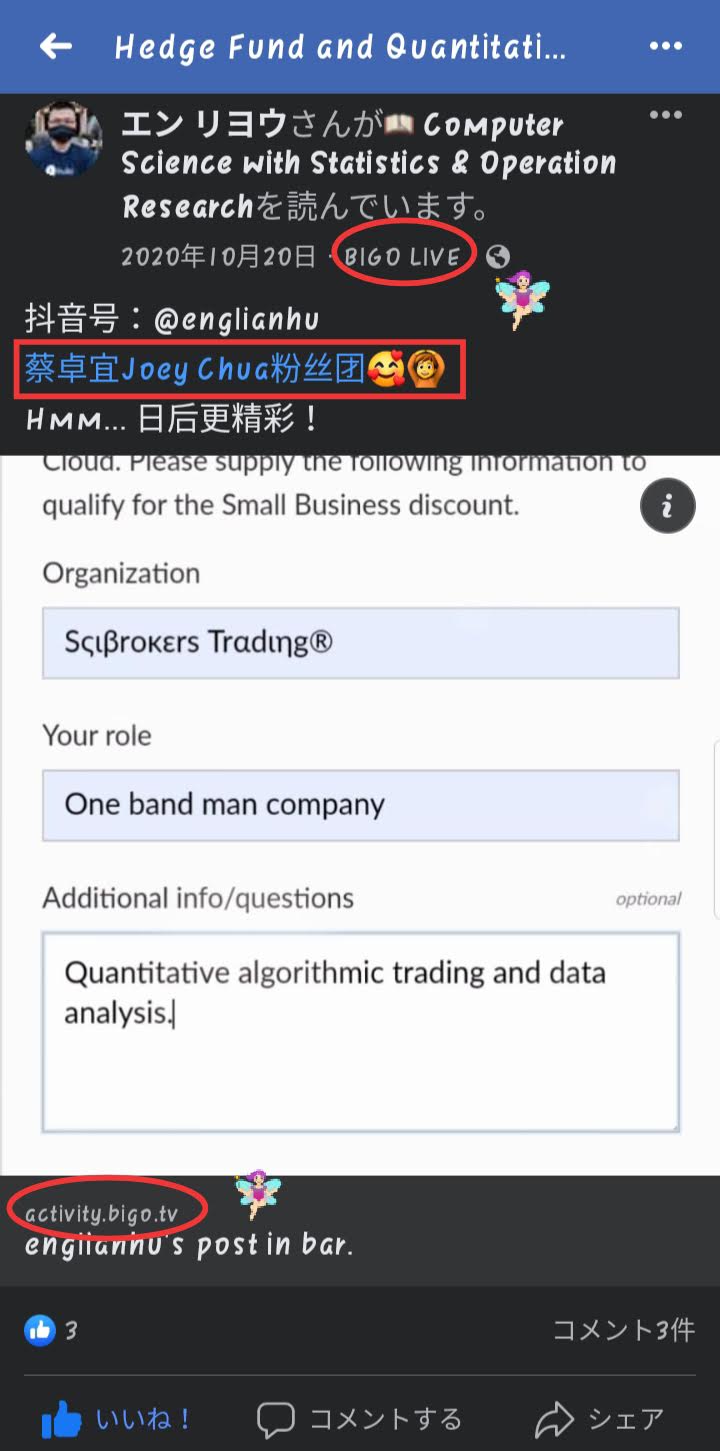 Hedge Fund and Quantitati...
エン リヨウさんが📖 Computer
Science with Statistics & Operation
Researchを読んでいます。
2020年10月20日 · BIGO LIVE
抖音号：@englianhu
蔡卓宜Joey Chua粉丝团🥰🙆
Hmm... 日后更精彩！
Cloud. Please supply the following information to
qualify for the Small Business discount.
Organization
Sςιβrοκεrs Trαdιηg®
Your role
One band man company
Additional info/questions
optional
Quantitative algorithmic trading and data
analysis.
activity.bigo.tv
englianhu's post in bar.
3
コメント3件
いいね！
コメントする
シェア